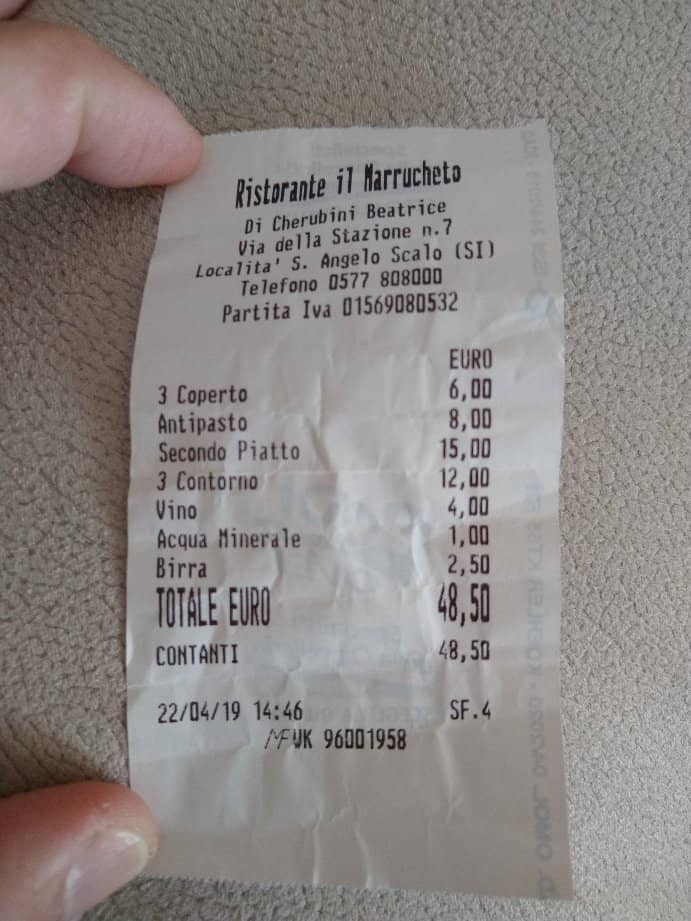 Ristorante il Marrucheto
Di Cherubini Beatrice
Via della Stazione n.7
Localita' S. Angelo Scalo (SI)
Telefono 0577 808000
Partita Iva 01569080532
EURO
3 Coperto 6,00
Antipasto 8,00
Secondo Piatto 15,00
3 Contorno 12,00
Vino 4,00
Acqua Minerale 1,00
Birra 2,50
TOTALE EURO 48,50
CONTANTI 48,50
22/04/19 14:46 SF.4
MF WK 96001958